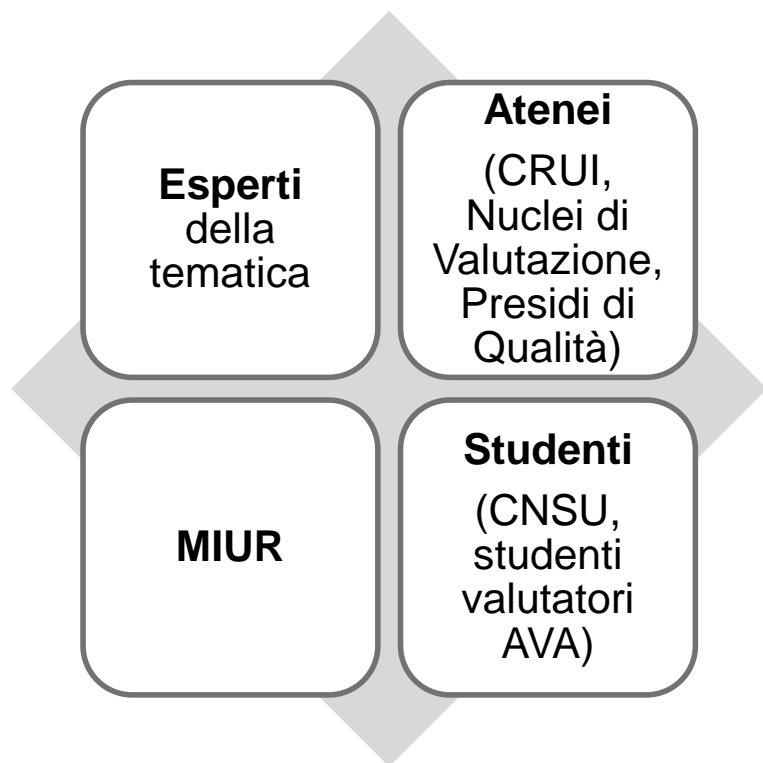 Esperti
della
tematica
Atenei
(CRUI,
Nuclei di
Valutazione,
Presidi di
Qualità)
MIUR
Studenti
(CNSU,
studenti
valutatori
AVA)